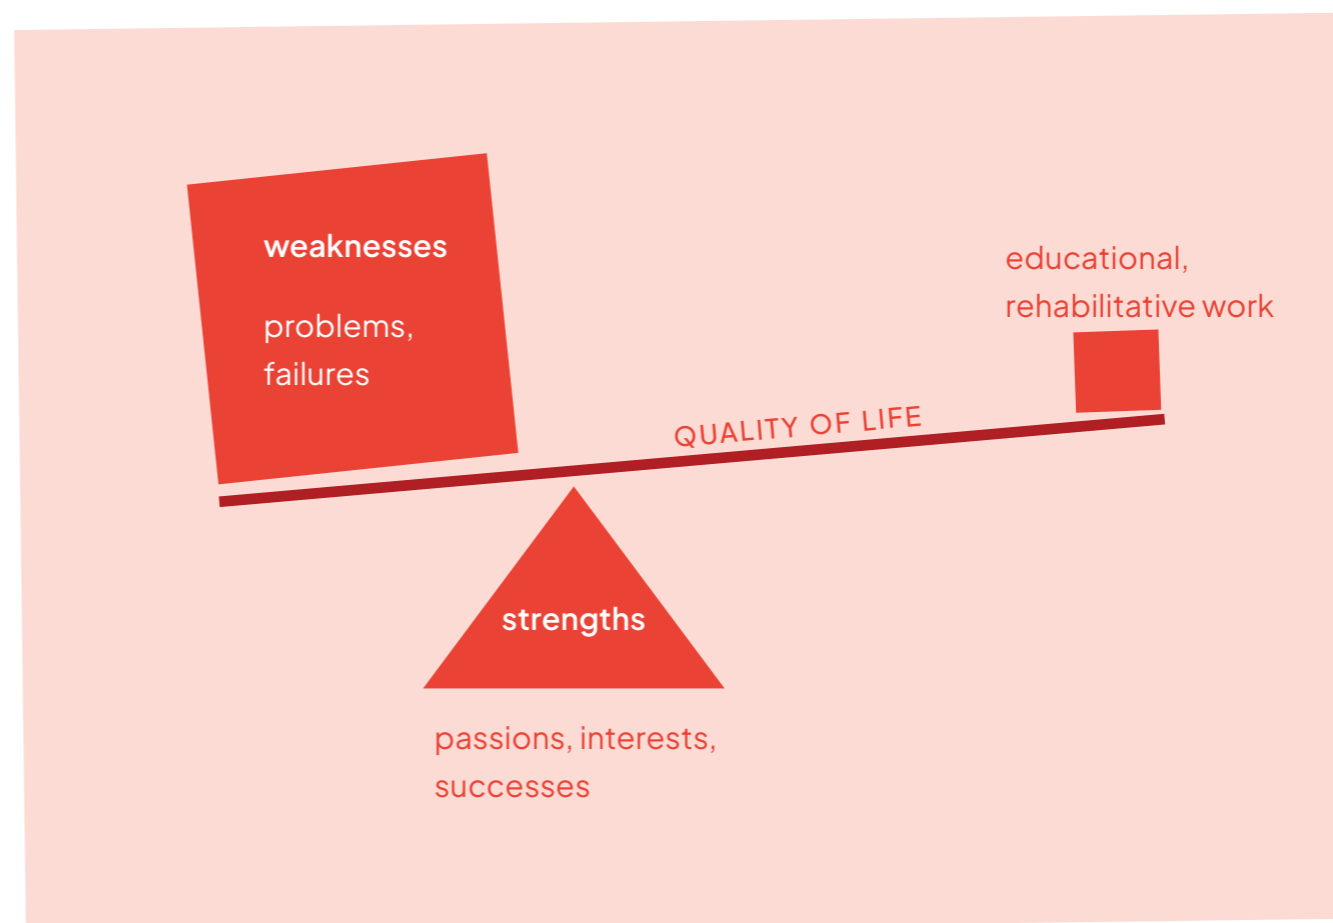 weaknesses
problems,
failures
educational,
rehabilitative work
QUALITY OF LIFE
strengths
passions, interests,
successes